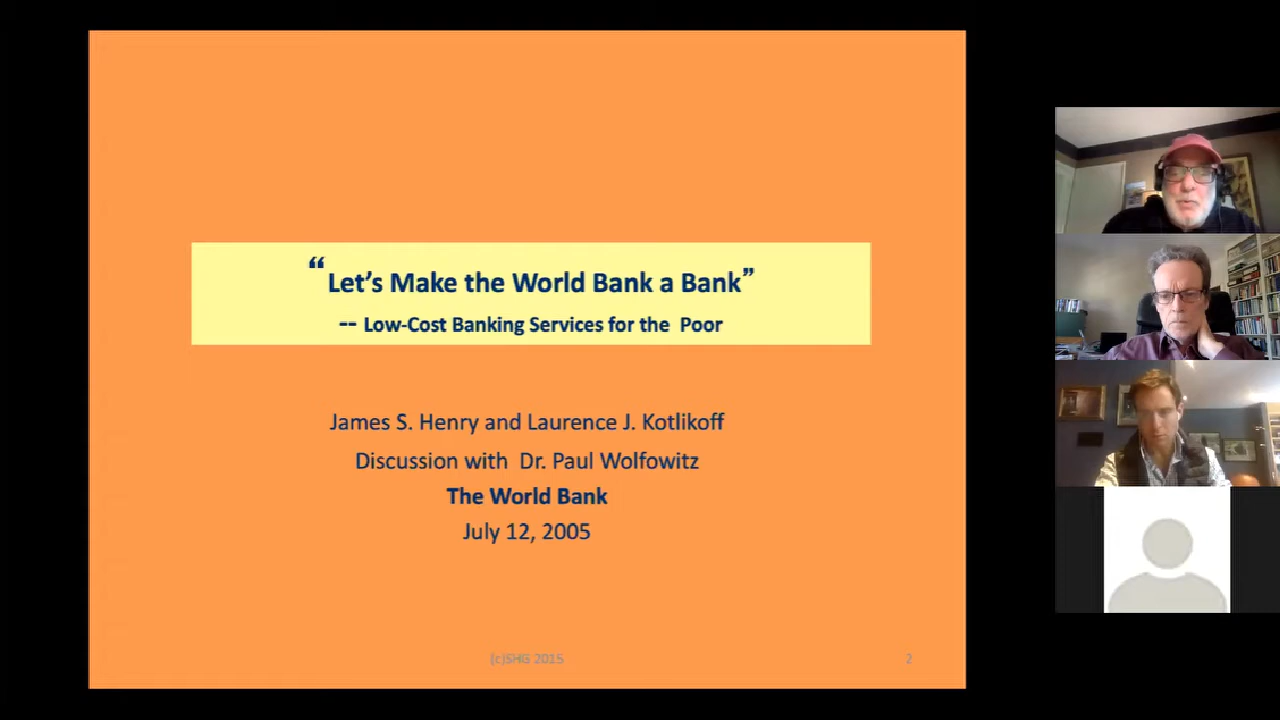 “Let’s Make the World Bank a Bank”
-- Low-Cost Banking Services for the Poor
James S. Henry and Laurence J. Kotlikoff
Discussion with Dr. Paul Wolfowitz
The World Bank
July 12, 2005
(c)SHG 2015
2